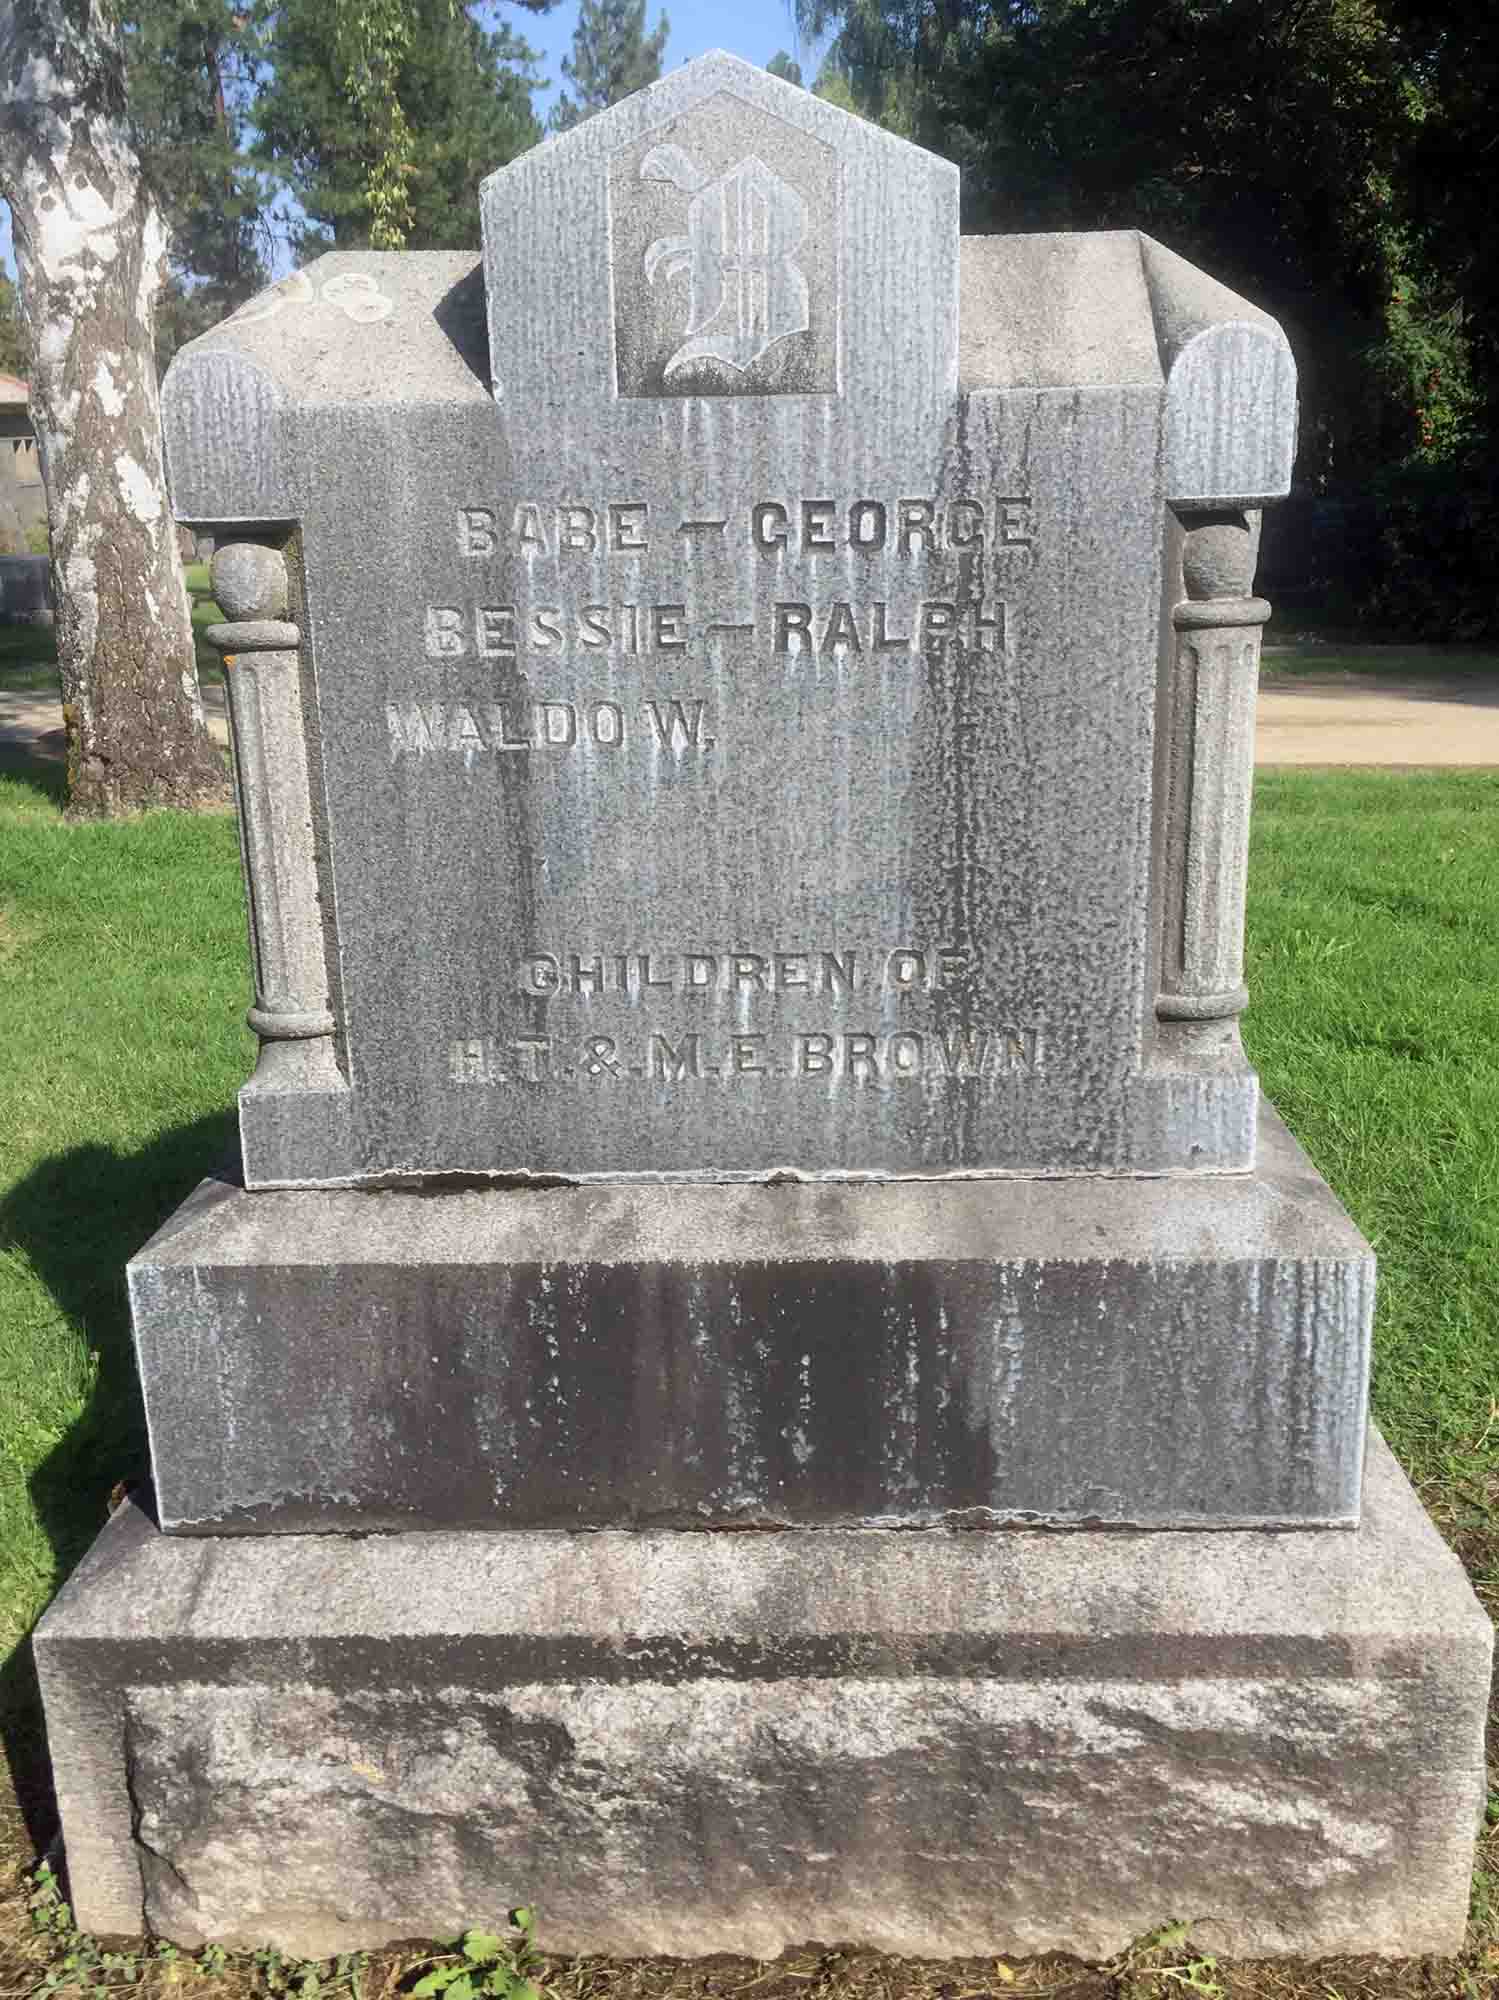 B
BABE – GEORGE
BESSIE – RALPH
WALDO W.
CHILDREN OF
H. T. & M. E. BROWN.